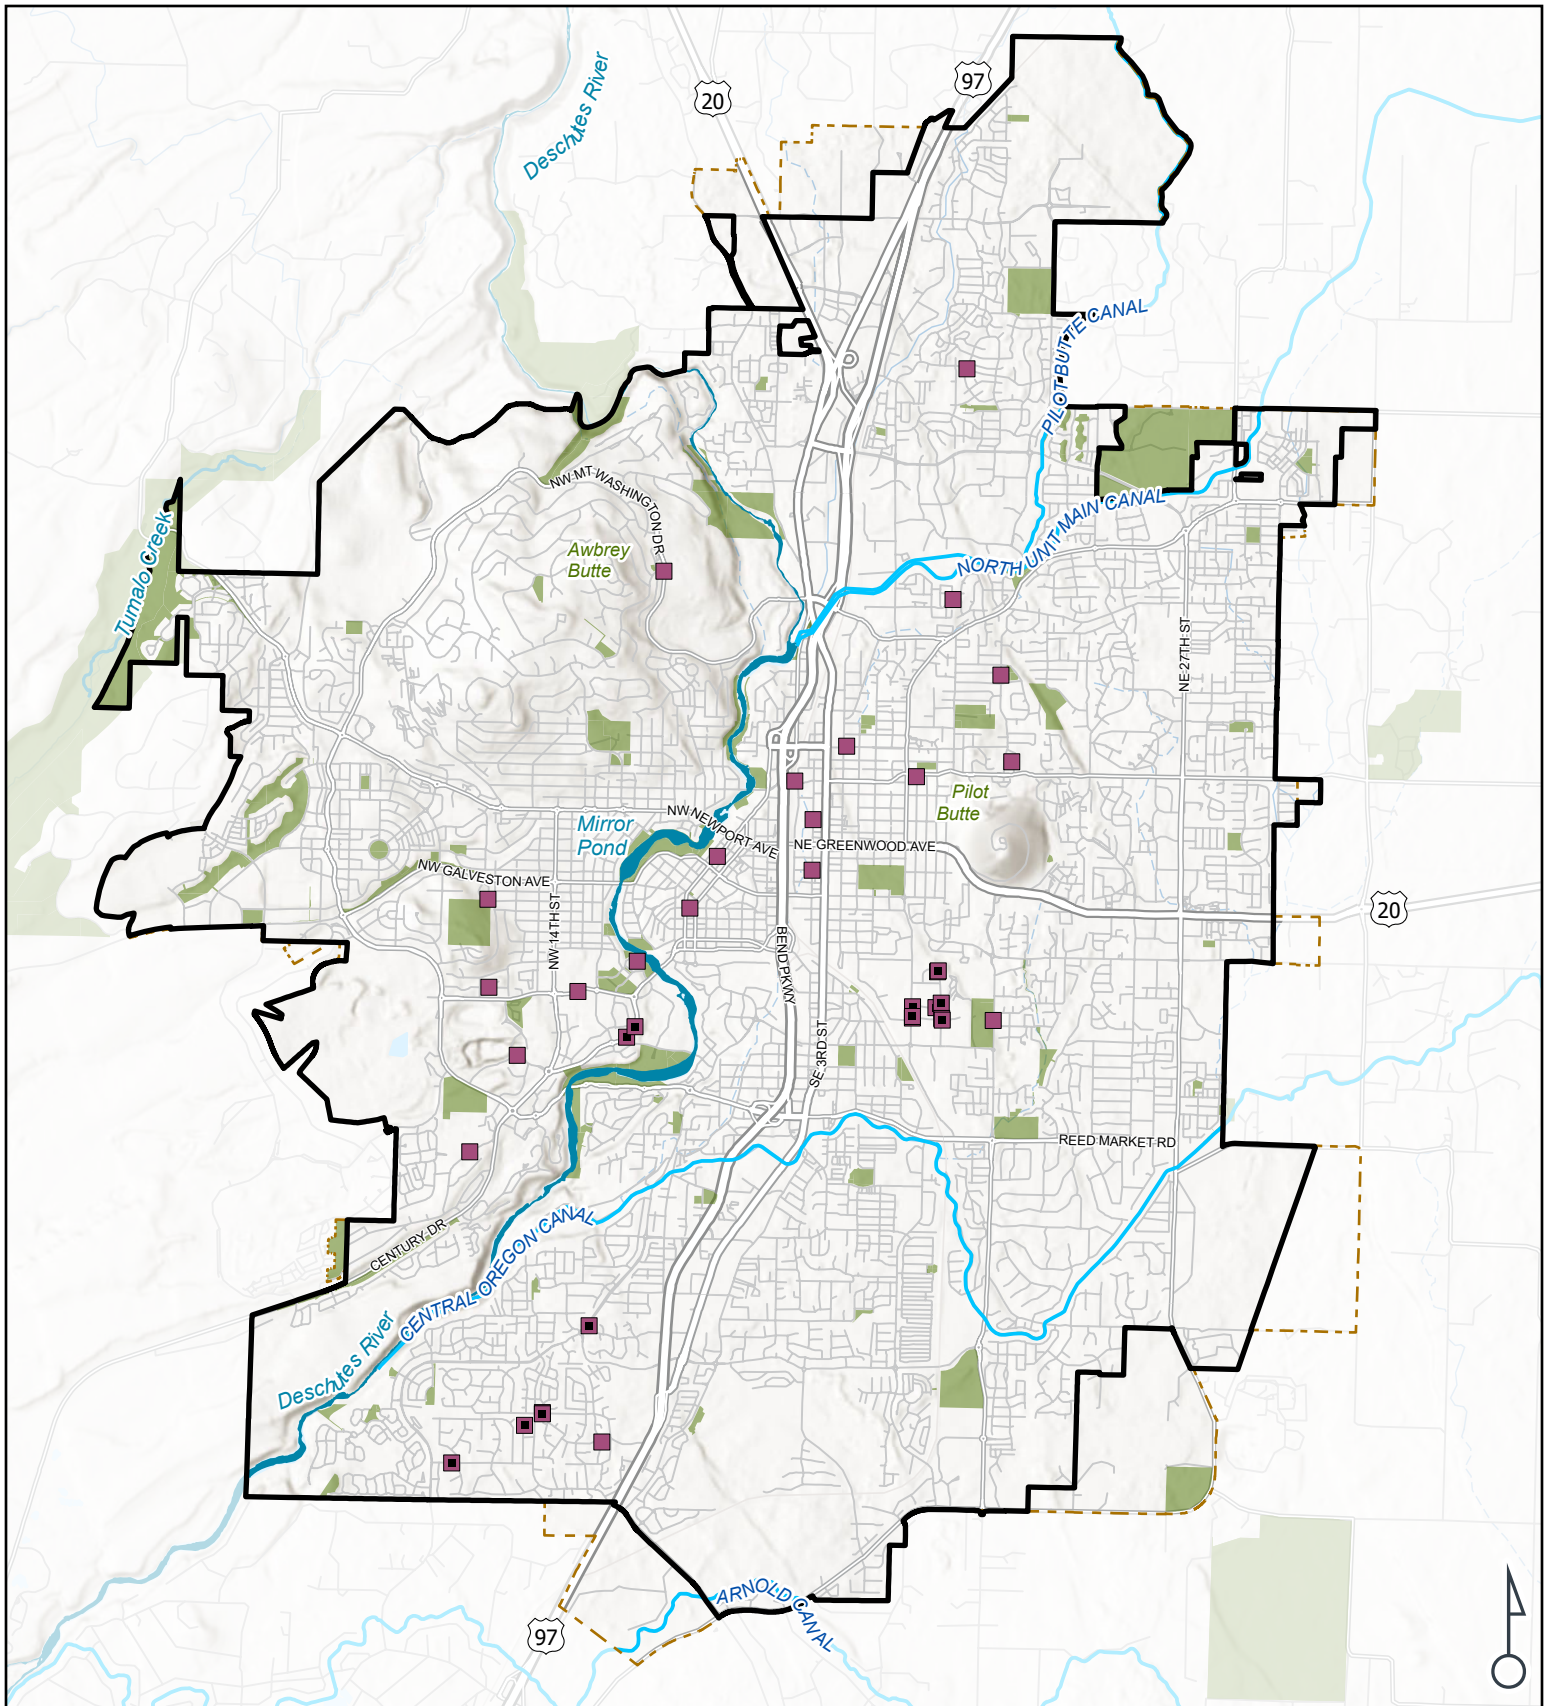 Deschutes River
20
97
PILOT BUTTE CANAL
NW MT WASHINGTON DR
NORTH UNIT MAIN CANAL
Tumalo Creek
Awbrey
Butte
NE 27TH ST
Pilot
Butte
Mirror
Pond
NW NEWPORT AVE
NE GREENWOOD AVE
NW GALVESTON AVE
20
NW 14TH ST
BEND PKWY
SE 3RD ST
REED MARKET RD
CENTURY DR
CENTRAL OREGON CANAL
Deschutes River
ARNOLD CANAL
97